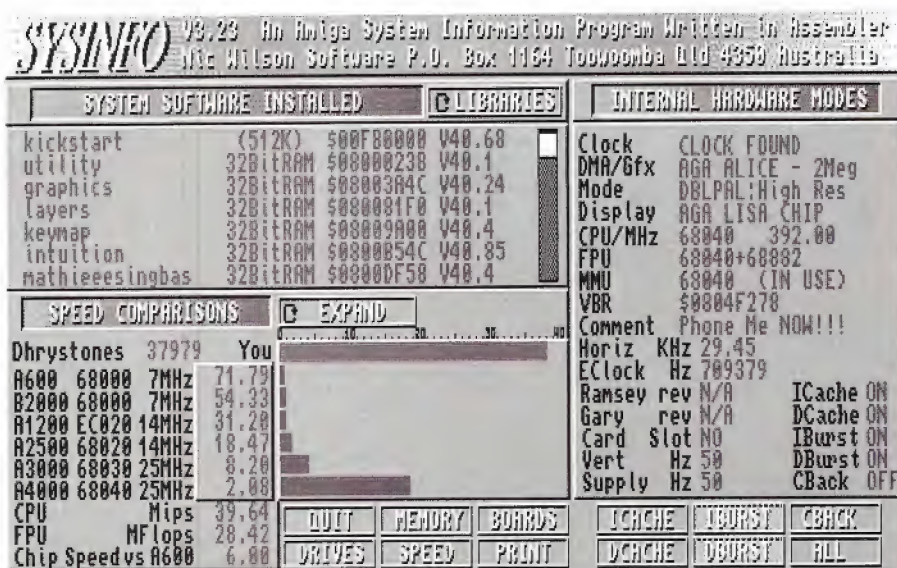 SYSINFO V3.23 An Amiga System Information Program Written in Assembler
Nic Wilson Software P.O. Box 1164 Toowoomba Qld 4350 Australia
SYSTEM SOFTWARE INSTALLED LIBRARIES
kickstart (512K) $00F80000 V40.68
utility 32BitRAM $08000238 V40.1
graphics 32BitRAM $08003A4C V40.24
layers 32BitRAM $080081F0 V40.1
keymap 32BitRAM $08009A00 V40.4
intuition 32BitRAM $0800B54C V40.85
mathieeesingbas 32BitRAM $0800DF58 V40.4
SPEED COMPARISONS EXPAND
10 20 30 40
Dhrystones 37979 You
A600 68000 7MHz 71.79
B2000 68000 7MHz 54.33
A1200 EC020 14MHz 31.20
A2500 68020 14MHz 18.47
A3000 68030 25MHz 8.20
A4000 68040 25MHz 2.08
CPU Mips 39.64
FPU MFlops 28.42
Chip Speed vs A600 6.00
QUIT MEMORY BOARDS
DRIVES SPEED PRINT
INTERNAL HARDWARE MODES
Clock CLOCK FOUND
DMA/Gfx AGA ALICE - 2Meg
Mode DBLPAL:High Res
Display AGA LISA CHIP
CPU/MHz 68040 392.00
FPU 68040+68882
MMU 68040 (IN USE)
VBR $0804F278
Comment Phone Me NOW!!!
Horiz KHz 29.45
EClock Hz 709379
Ramsey rev N/A ICache ON
Gary rev N/A DCache ON
Card Slot NO IBurst ON
Vert Hz 50 DBurst ON
Supply Hz 50 CBack OFF
ICACHE IBURST CBACK
DCACHE DBURST ALL